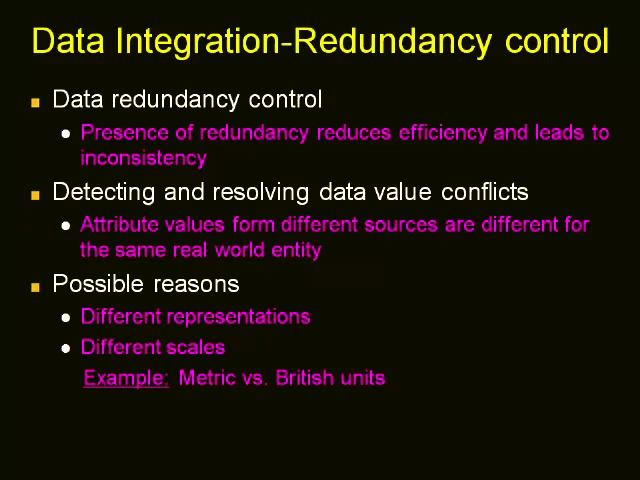 Data Integration-Redundancy control
Data redundancy control
Presence of redundancy reduces efficiency and leads to
inconsistency
Detecting and resolving data value conflicts
Attribute values form different sources are different for
the same real world entity
Possible reasons
Different representations
Different scales
Example: Metric vs. British units